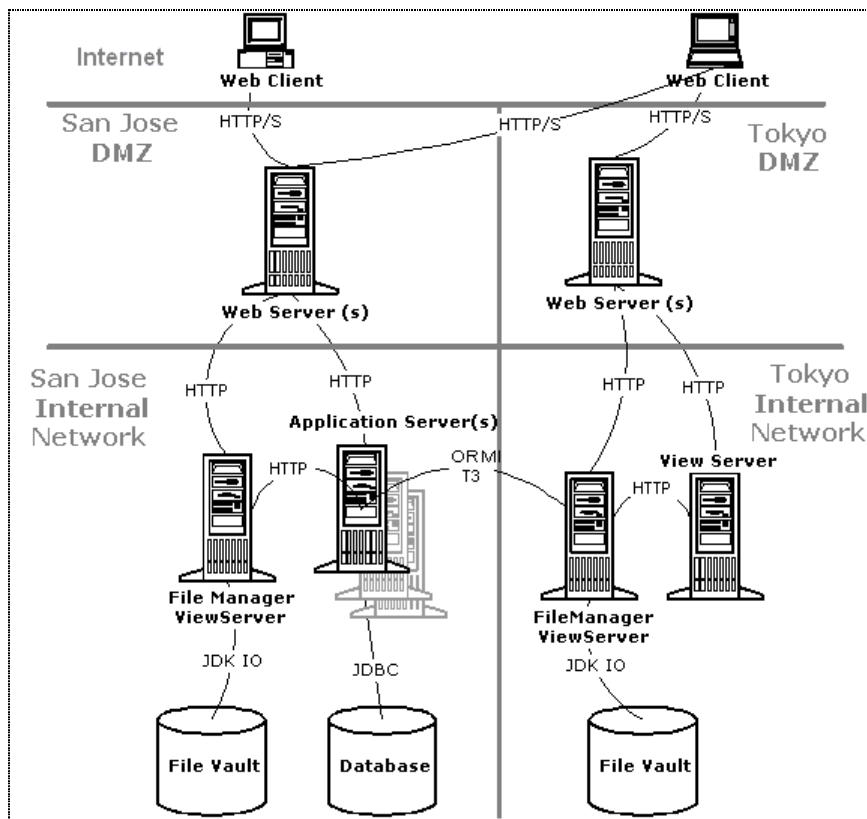 Internet
Web Client
Web Client
HTTP/S
HTTP/S
HTTP/S
San Jose
DMZ
Tokyo
DMZ
Web Server (s)
Web Server (s)
San Jose
Internal
Network
HTTP
HTTP
HTTP
HTTP
Tokyo
Internal
Network
Application Server(s)
HTTP
ORMI
T3
View Server
HTTP
File Manager
ViewServer
FileManager
ViewServer
JDK IO
JDBC
JDK IO
File Vault
Database
File Vault